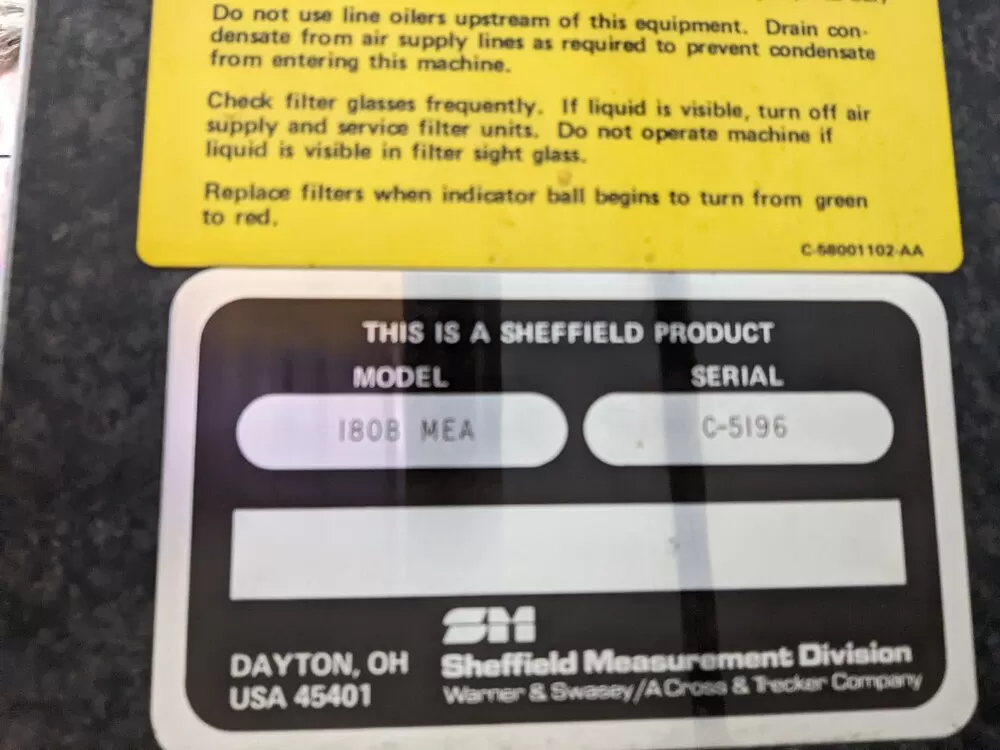 Do not use line oilers upstream of this equipment. Drain con-
densate from air supply lines as required to prevent condensate
from entering this machine.
Check filter glasses frequently. If liquid is visible, turn off air
supply and service filter units. Do not operate machine if
liquid is visible in filter sight glass.
Replace filters when indicator ball begins to turn from green
to red.
C-58001102-AA
THIS IS A SHEFFIELD PRODUCT
MODEL SERIAL
1808 MEA C-5196
SM
DAYTON, OH Sheffield Measurement Division
USA 45401 Warner & Swasey/A Cross & Trecker Company